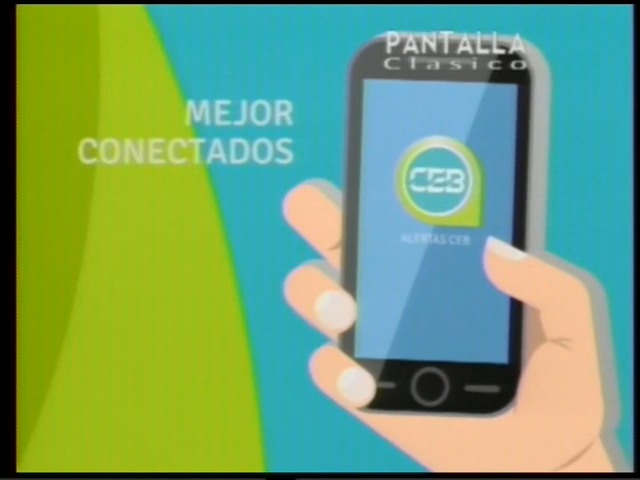 PANTALLA
Clasico
MEJOR
CONECTADOS
CEB
ALERTAS CEB